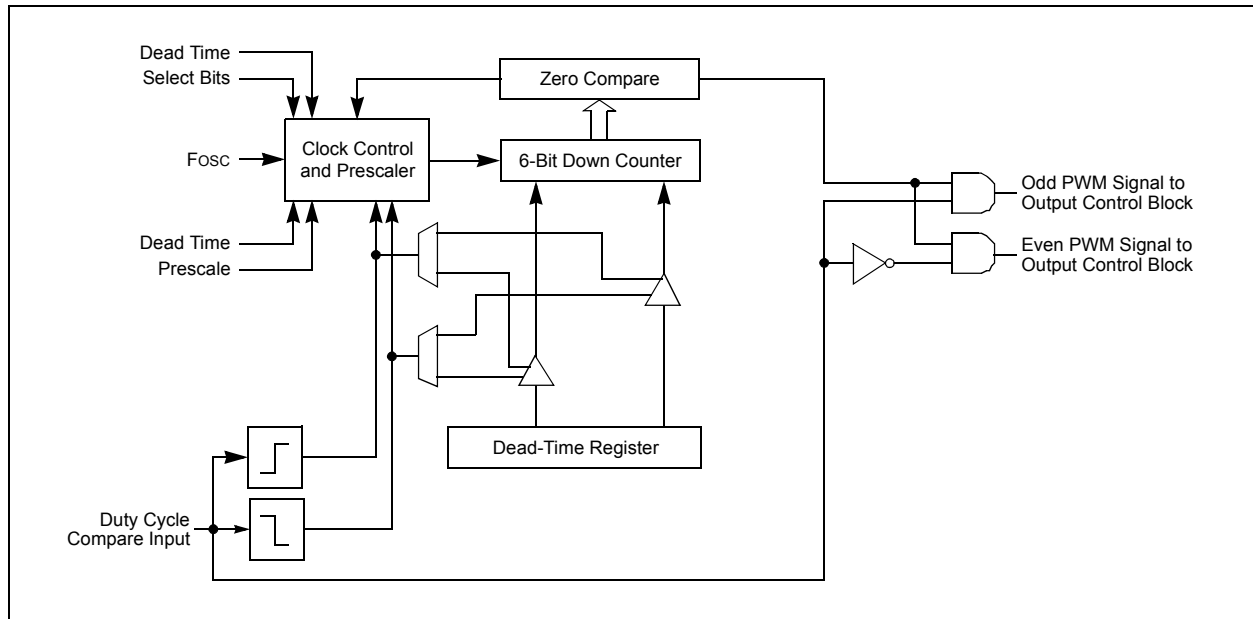 Dead Time
Select Bits
Zero Compare
Clock Control
and Prescaler
FOSC
6-Bit Down Counter
Odd PWM Signal to
Output Control Block
Dead Time
Prescale
Even PWM Signal to
Output Control Block
Dead-Time Register
Duty Cycle
Compare Input